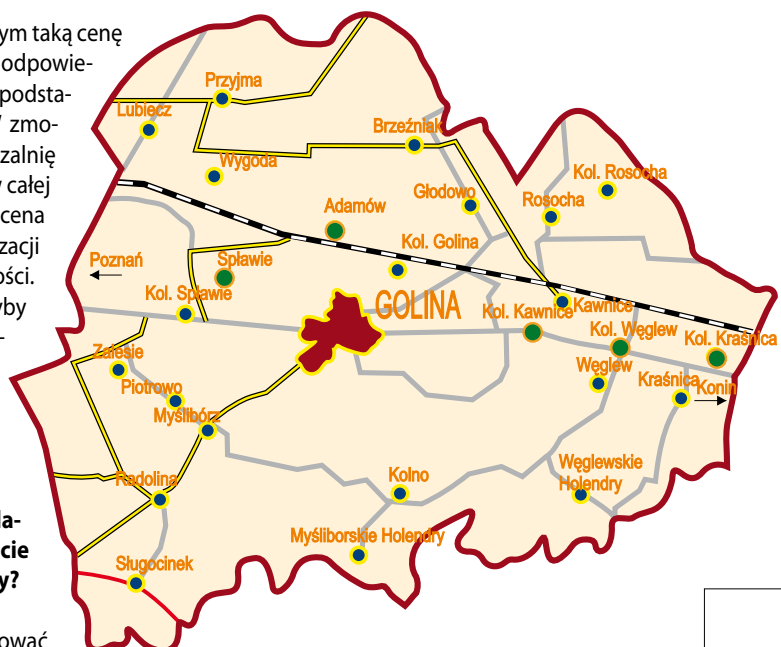 ym taką cenę
odpowie-
podsta-
zmo-
zalnię
całej
cena
zacji
ości.
yby
-
la-
cie
y?
ować
Przyjma
Lubiecz
Brzeźniak
Wygoda
Kol. Rosocha
Głodowo
Rosocha
Adamów
Kol. Golina
Poznań
Spławie
Kol. Spławie
GOLINA
Kawnice
Kol. Kawnice
Kol. Węglew
Kol. Kraśnica
Zalesie
Węglew
Piotrowo
Kraśnica
Konin
Myślibórz
Radolina
Kolno
Węglewskie
Holendry
Myśliborskie Holendry
Sługocinek